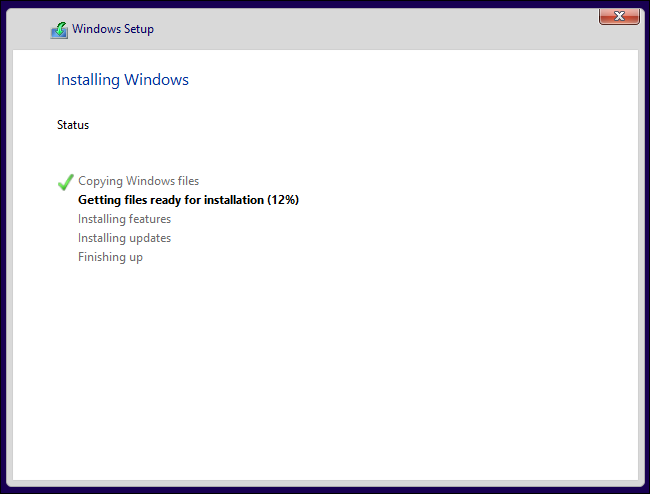 Windows Setup
Installing Windows
Status
Copying Windows files
Getting files ready for installation (12%)
Installing features
Installing updates
Finishing up